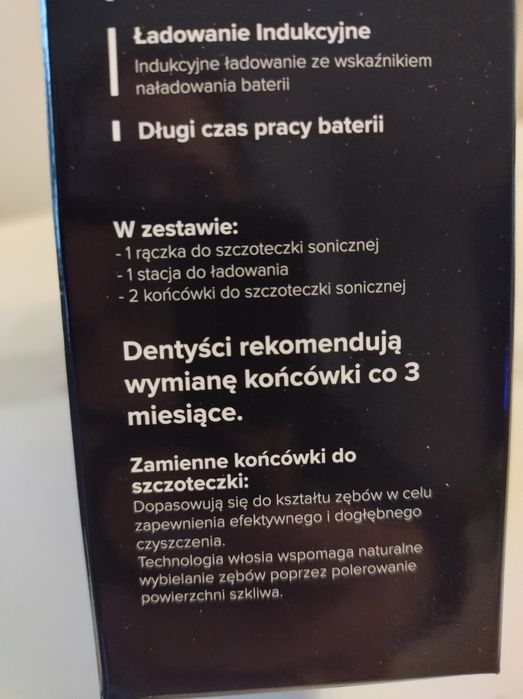 Ładowanie Indukcyjne
Indukcyjne ładowanie ze wskaźnikiem
naładowania baterii
Długi czas pracy baterii
W zestawie:
- 1 rączka do szczoteczki sonicznej
- 1 stacja do ładowania
- 2 końcówki do szczoteczki sonicznej
Dentyści rekomendują
wymianę końcówki co 3
miesiące.
Zamienne końcówki do
szczoteczki:
Dopasowują się do kształtu zębów w celu
zapewnienia efektywnego i dogłębnego
czyszczenia.
Technologia włosia wspomaga naturalne
wybielanie zębów poprzez polerowanie
powierzchni szkliwa.